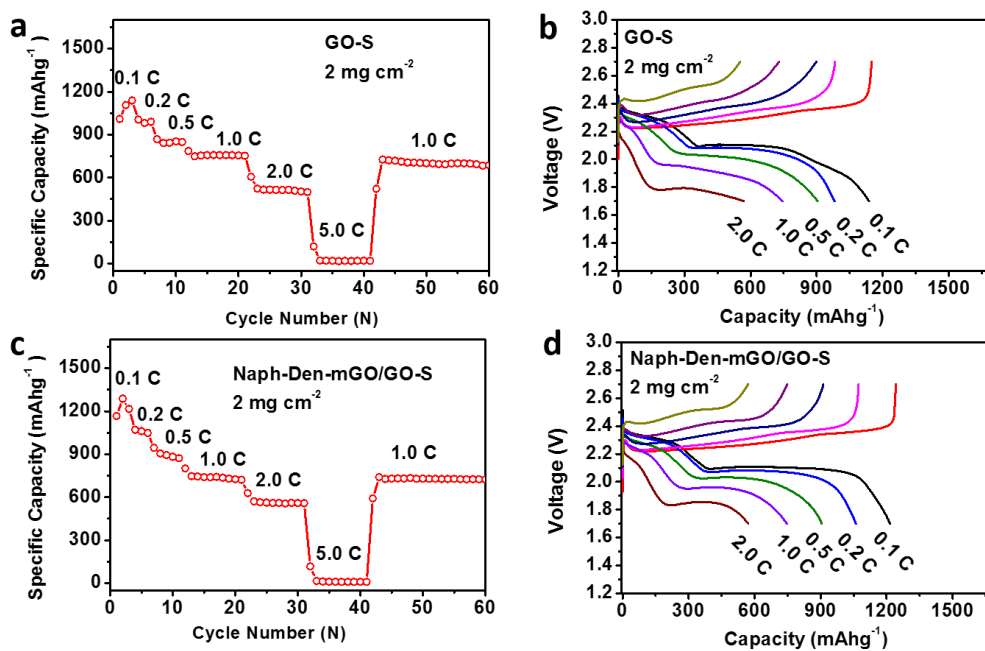 a
GO-S
2 mg cm⁻²
0.1 C
0.2 C
0.5 C
1.0 C
2.0 C
5.0 C
1.0 C
1500
1200
900
600
300
0
Specific Capacity (mAhg⁻¹)
0 10 20 30 40 50 60
Cycle Number (N)
b
GO-S
2 mg cm⁻²
3.0
2.8
2.6
2.4
2.2
2.0
1.8
1.6
1.4
1.2
Voltage (V)
2.0 C
1.0 C
0.5 C
0.2 C
0.1 C
0 300 600 900 1200 1500
Capacity (mAhg⁻¹)
c
Naph-Den-mGO/GO-S
2 mg cm⁻²
0.1 C
0.2 C
0.5 C
1.0 C
2.0 C
5.0 C
1.0 C
1500
1200
900
600
300
0
Specific Capacity (mAhg⁻¹)
0 10 20 30 40 50 60
Cycle Number (N)
d
Naph-Den-mGO/GO-S
2 mg cm⁻²
3.0
2.8
2.6
2.4
2.2
2.0
1.8
1.6
1.4
1.2
Voltage (V)
2.0 C
1.0 C
0.5 C
0.2 C
0.1 C
0 300 600 900 1200 1500
Capacity (mAhg⁻¹)